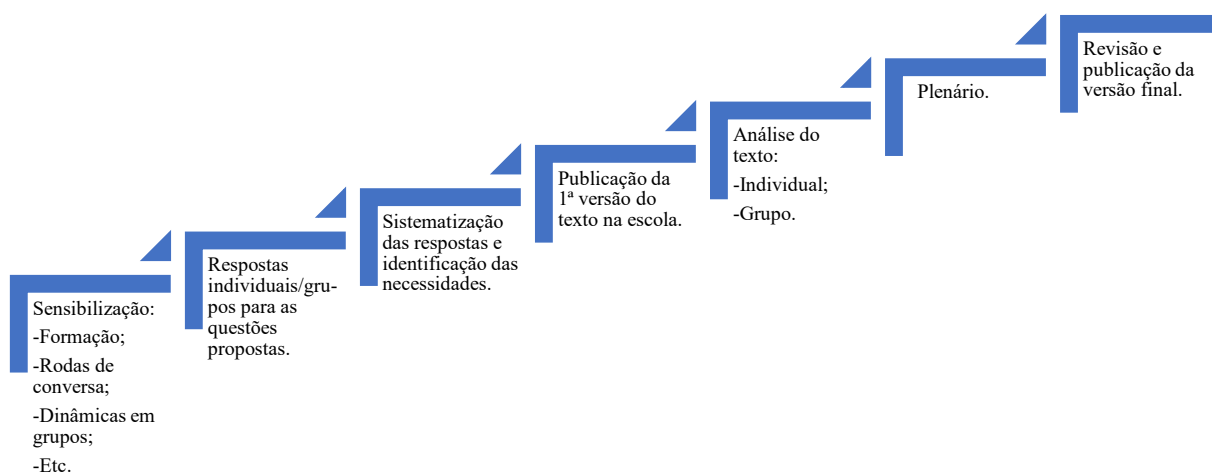 Sensibilização:
-Formação;
-Rodas de
conversa;
-Dinâmicas em
grupos;
-Etc.
Respostas
individuais/gru-
pos para as
questões
propostas.
Sistematização
das respostas e
identificação das
necessidades.
Publicação da
1ª versão do
texto na escola.
Análise do
texto:
-Individual;
-Grupo.
Plenário.
Revisão e
publicação da
versão final.